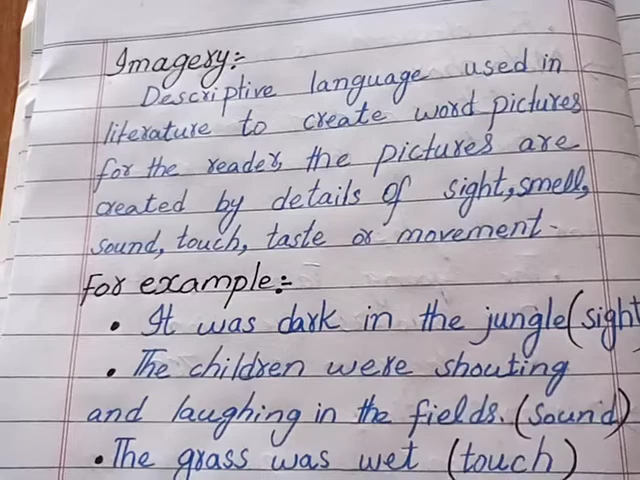 Imagery:-
Descriptive language used in
literature to create word pictures
for the reader, the pictures are
created by details of sight, smell,
sound, touch, taste or movement.
For example:-
• It was dark in the jungle (sight
• The children were shouting
and laughing in the fields. (Sound)
• The grass was wet (touch)